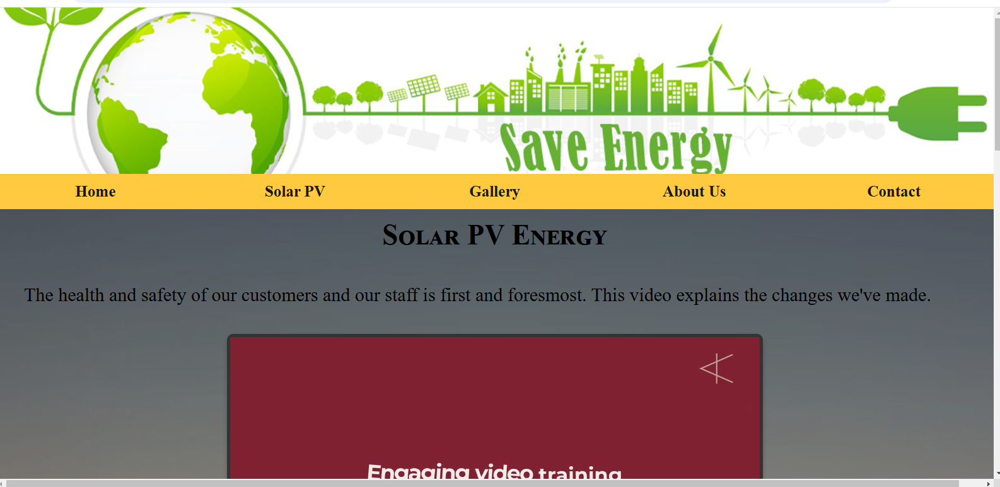 Save Energy
Home Solar PV Gallery About Us Contact
Solar PV Energy
The health and safety of our customers and our staff is first and foresmost. This video explains the changes we've made.
Engaging video training